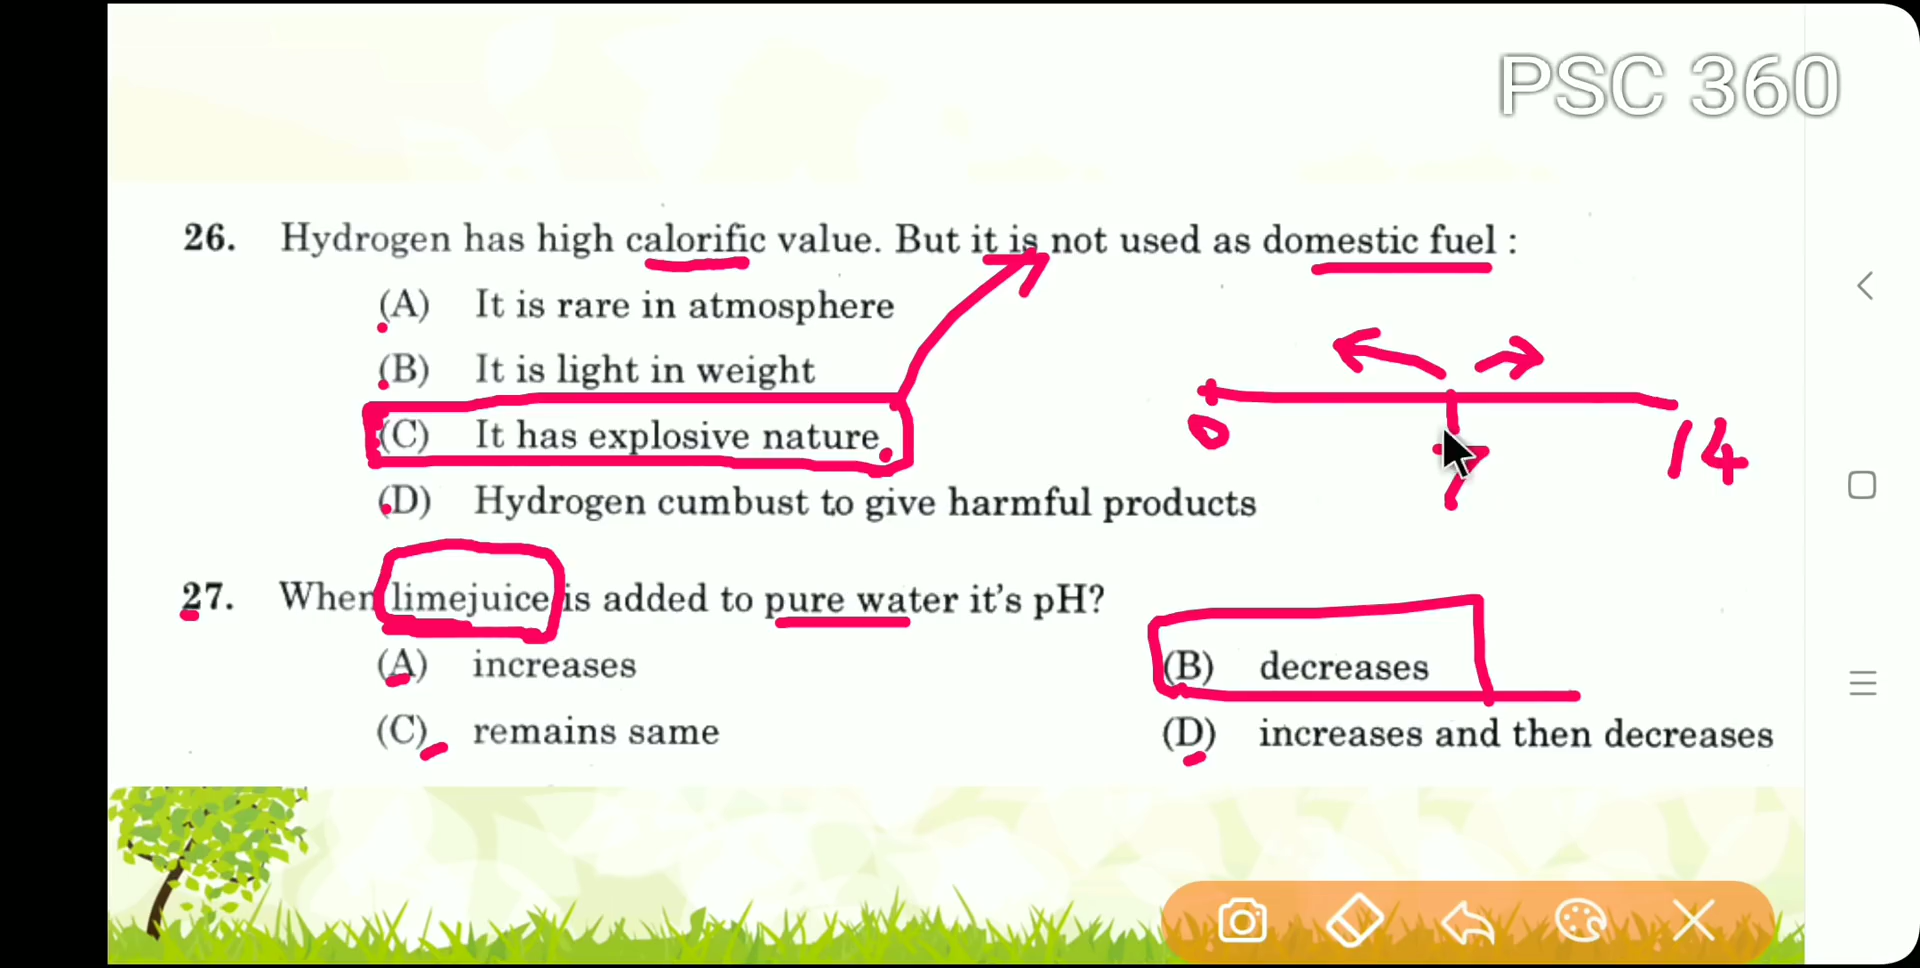 PSC 360
26. Hydrogen has high calorific value. But it is not used as domestic fuel :
(A) It is rare in atmosphere
(B) It is light in weight
(C) It has explosive nature
(D) Hydrogen cumbust to give harmful products
0 7 14
27. When limejuice is added to pure water it's pH?
(A) increases (B) decreases
(C) remains same (D) increases and then decreases